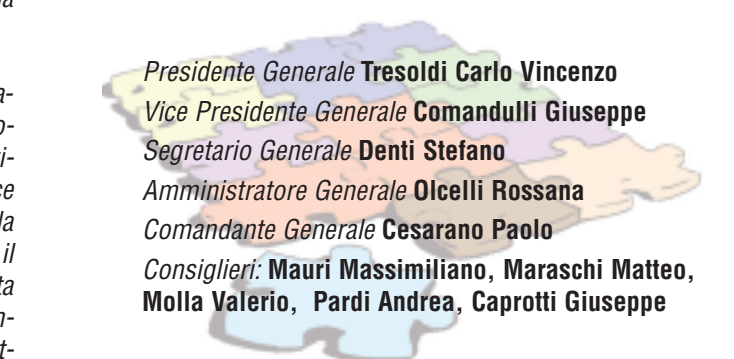 Presidente Generale Tresoldi Carlo Vincenzo
Vice Presidente Generale Comandulli Giuseppe
Segretario Generale Denti Stefano
Amministratore Generale Olcelli Rossana
Comandante Generale Cesarano Paolo
Consiglieri: Mauri Massimiliano, Maraschi Matteo,
Molla Valerio, Pardi Andrea, Caprotti Giuseppe